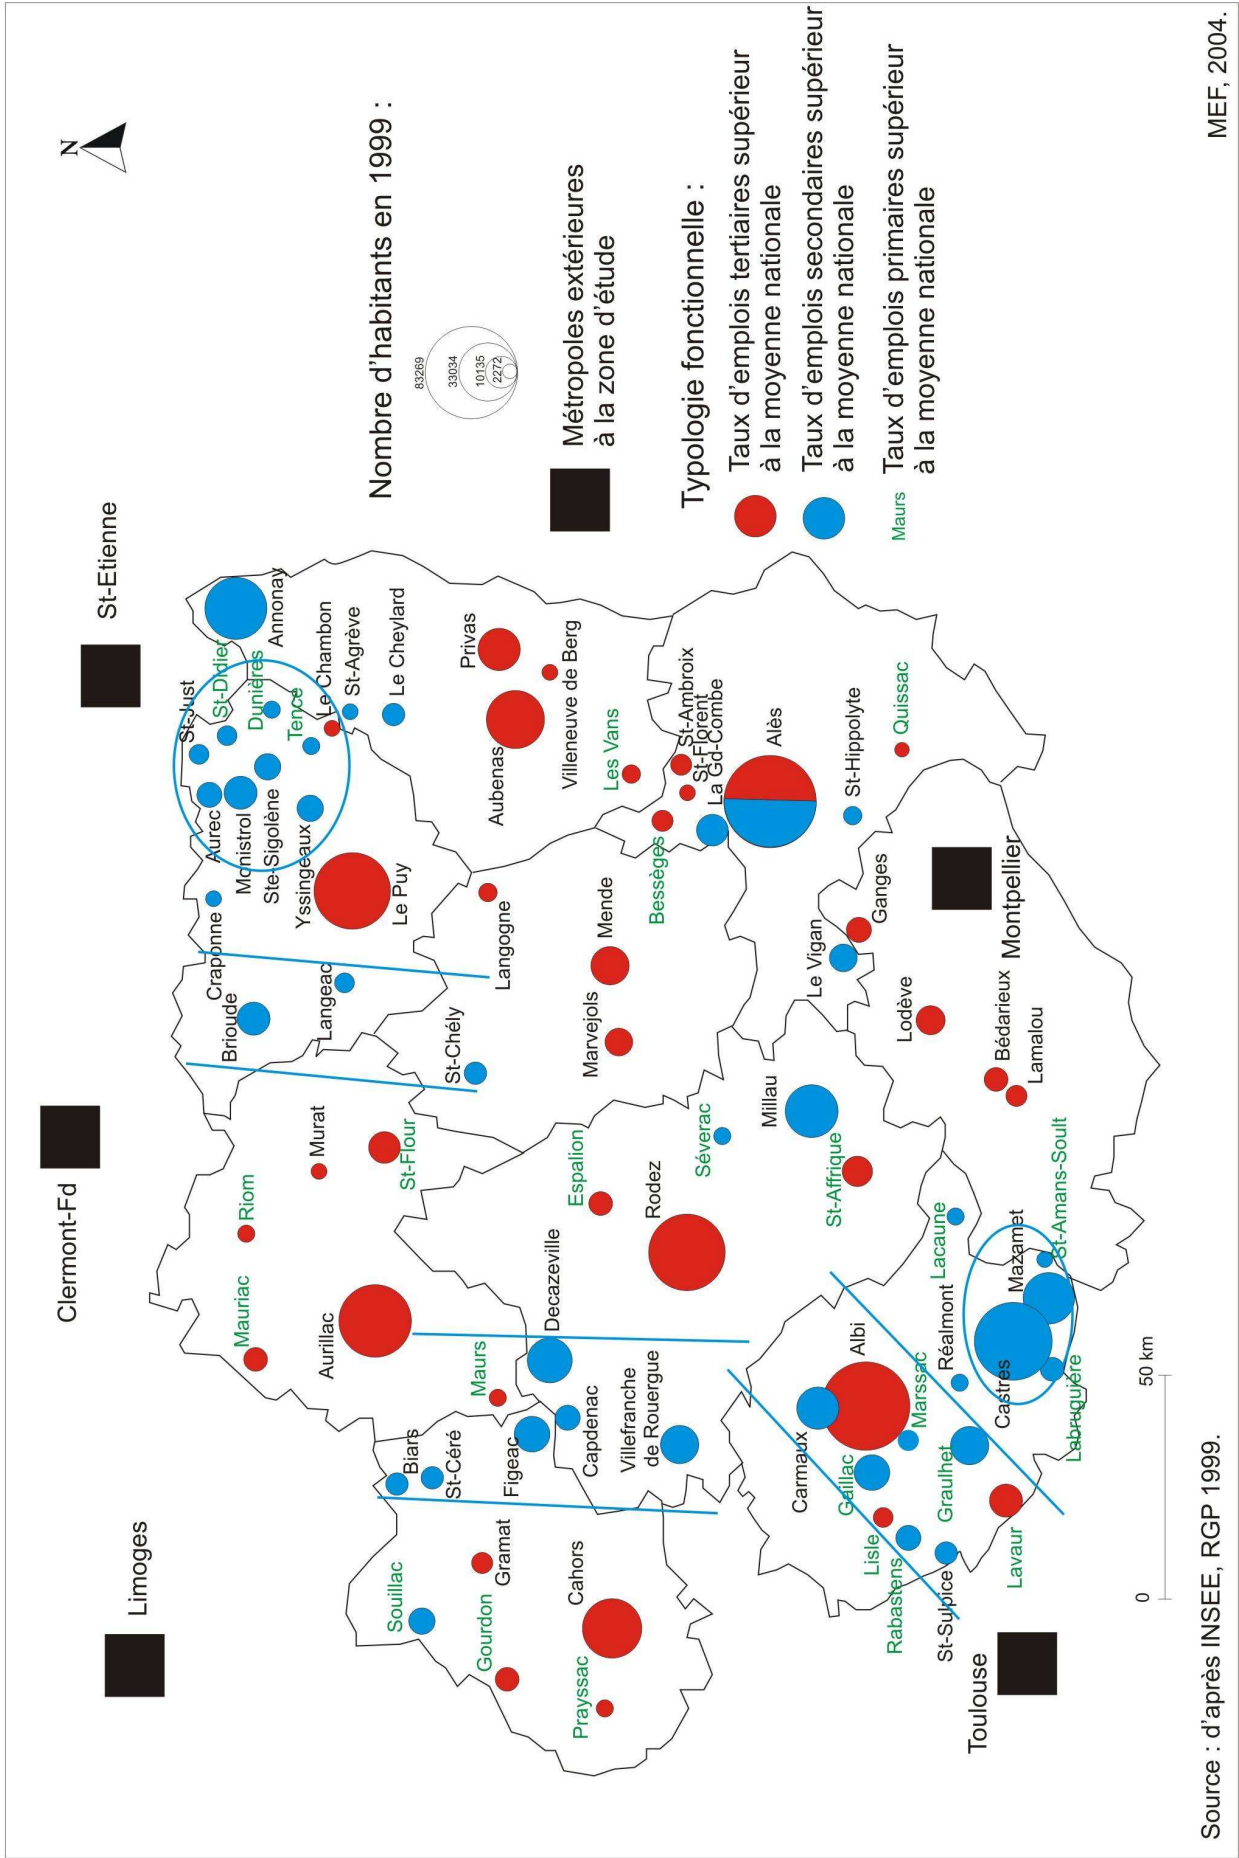 N
Limoges
Clermont-Fd
St-Etienne
Toulouse
Montpellier
Nombre d'habitants en 1999 :
83269
33034
10135
2272
Métropoles extérieures
à la zone d'étude
Typologie fonctionnelle :
Taux d'emplois tertiaires supérieur
à la moyenne nationale
Taux d'emplois secondaires supérieur
à la moyenne nationale
Maurs
Taux d'emplois primaires supérieur
à la moyenne nationale
Mauriac
Riom
Murat
St-Flour
Aurillac
Maurs
Brioude
Langeac
Craponne
Aurec
Monistrol
Ste-Sigolène
Yssingeaux
Le Puy
St-Just
St-Didier
Dunières
Tence
Le Chambon
St-Agrève
Le Cheylard
Annonay
Privas
Aubenas
Villeneuve de Berg
Les Vans
St-Chély
Langogne
Marvejols
Mende
Bessèges
St-Ambroix
St-Florent
La Gd-Combe
Alès
St-Hippolyte
Quissac
Le Vigan
Ganges
Lodève
Bédarieux
Lamalou
Souillac
Gourdon
Gramat
Prayssac
Cahors
Biars
St-Céré
Figeac
Capdenac
Decazeville
Villefranche
de Rouergue
Espalion
Rodez
Séverac
Millau
St-Affrique
Carmaux
Albi
Gaillac
Marssac
Lisle
Rabastens
St-Sulpice
Graulhet
Lavaur
Réalmont
Lacaune
Castres
Mazamet
St-Amans-Soult
Labruguière
0
50 km
Source : d'après INSEE, RGP 1999.
MEF, 2004.